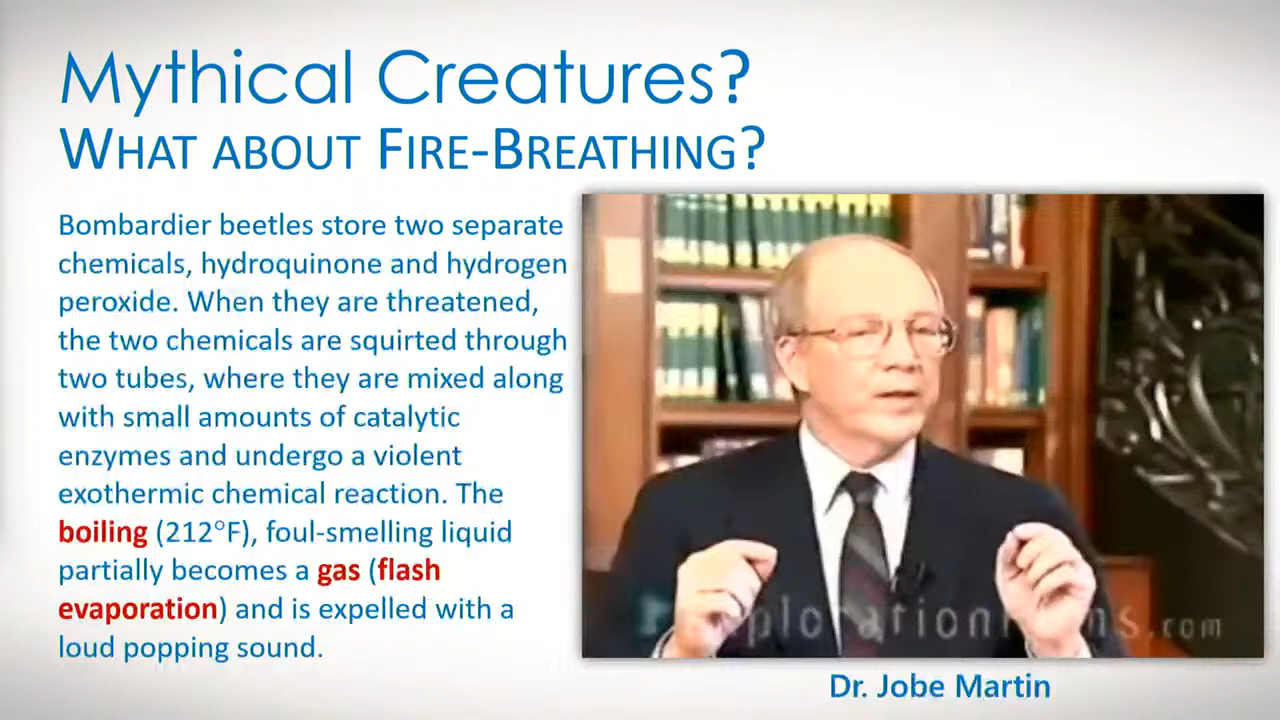 Mythical Creatures?
WHAT ABOUT FIRE-BREATHING?
Bombardier beetles store two separate
chemicals, hydroquinone and hydrogen
peroxide. When they are threatened,
the two chemicals are squirted through
two tubes, where they are mixed along
with small amounts of catalytic
enzymes and undergo a violent
exothermic chemical reaction. The
boiling (212°F), foul-smelling liquid
partially becomes a gas (flash
evaporation) and is expelled with a
loud popping sound.
Dr. Jobe Martin